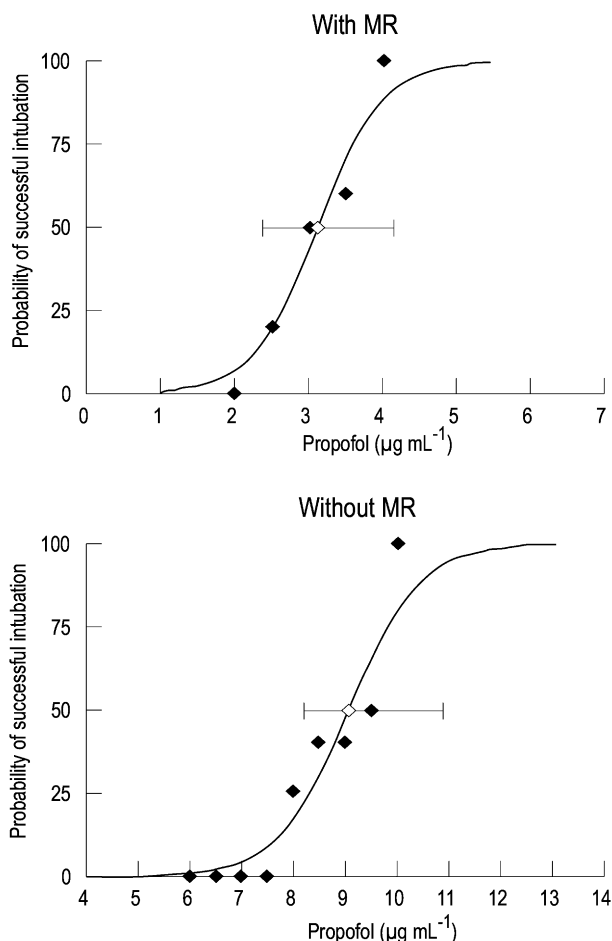 With MR
Probability of successful intubation
100
75
50
25
0
0 1 2 3 4 5 6 7
Propofol (µg mL⁻¹)
Without MR
Probability of successful intubation
100
75
50
25
0
4 5 6 7 8 9 10 11 12 13 14
Propofol (µg mL⁻¹)